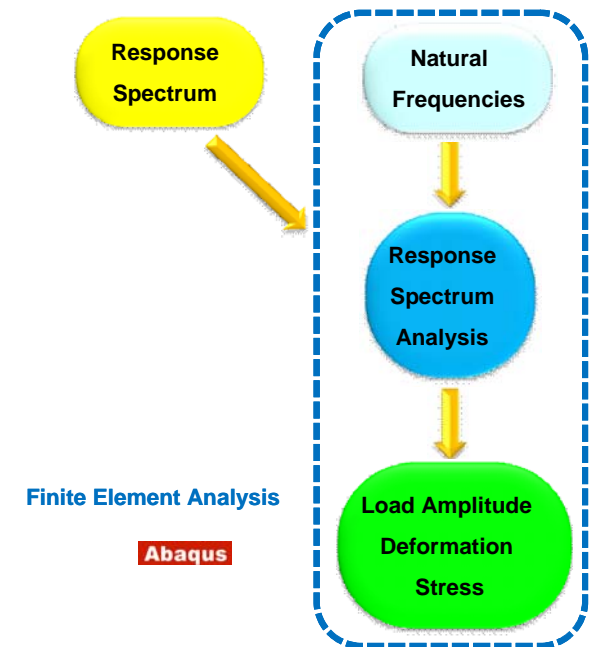 Response
Spectrum
Natural
Frequencies
Response
Spectrum
Analysis
Finite Element Analysis
Abaqus
Load Amplitude
Deformation
Stress